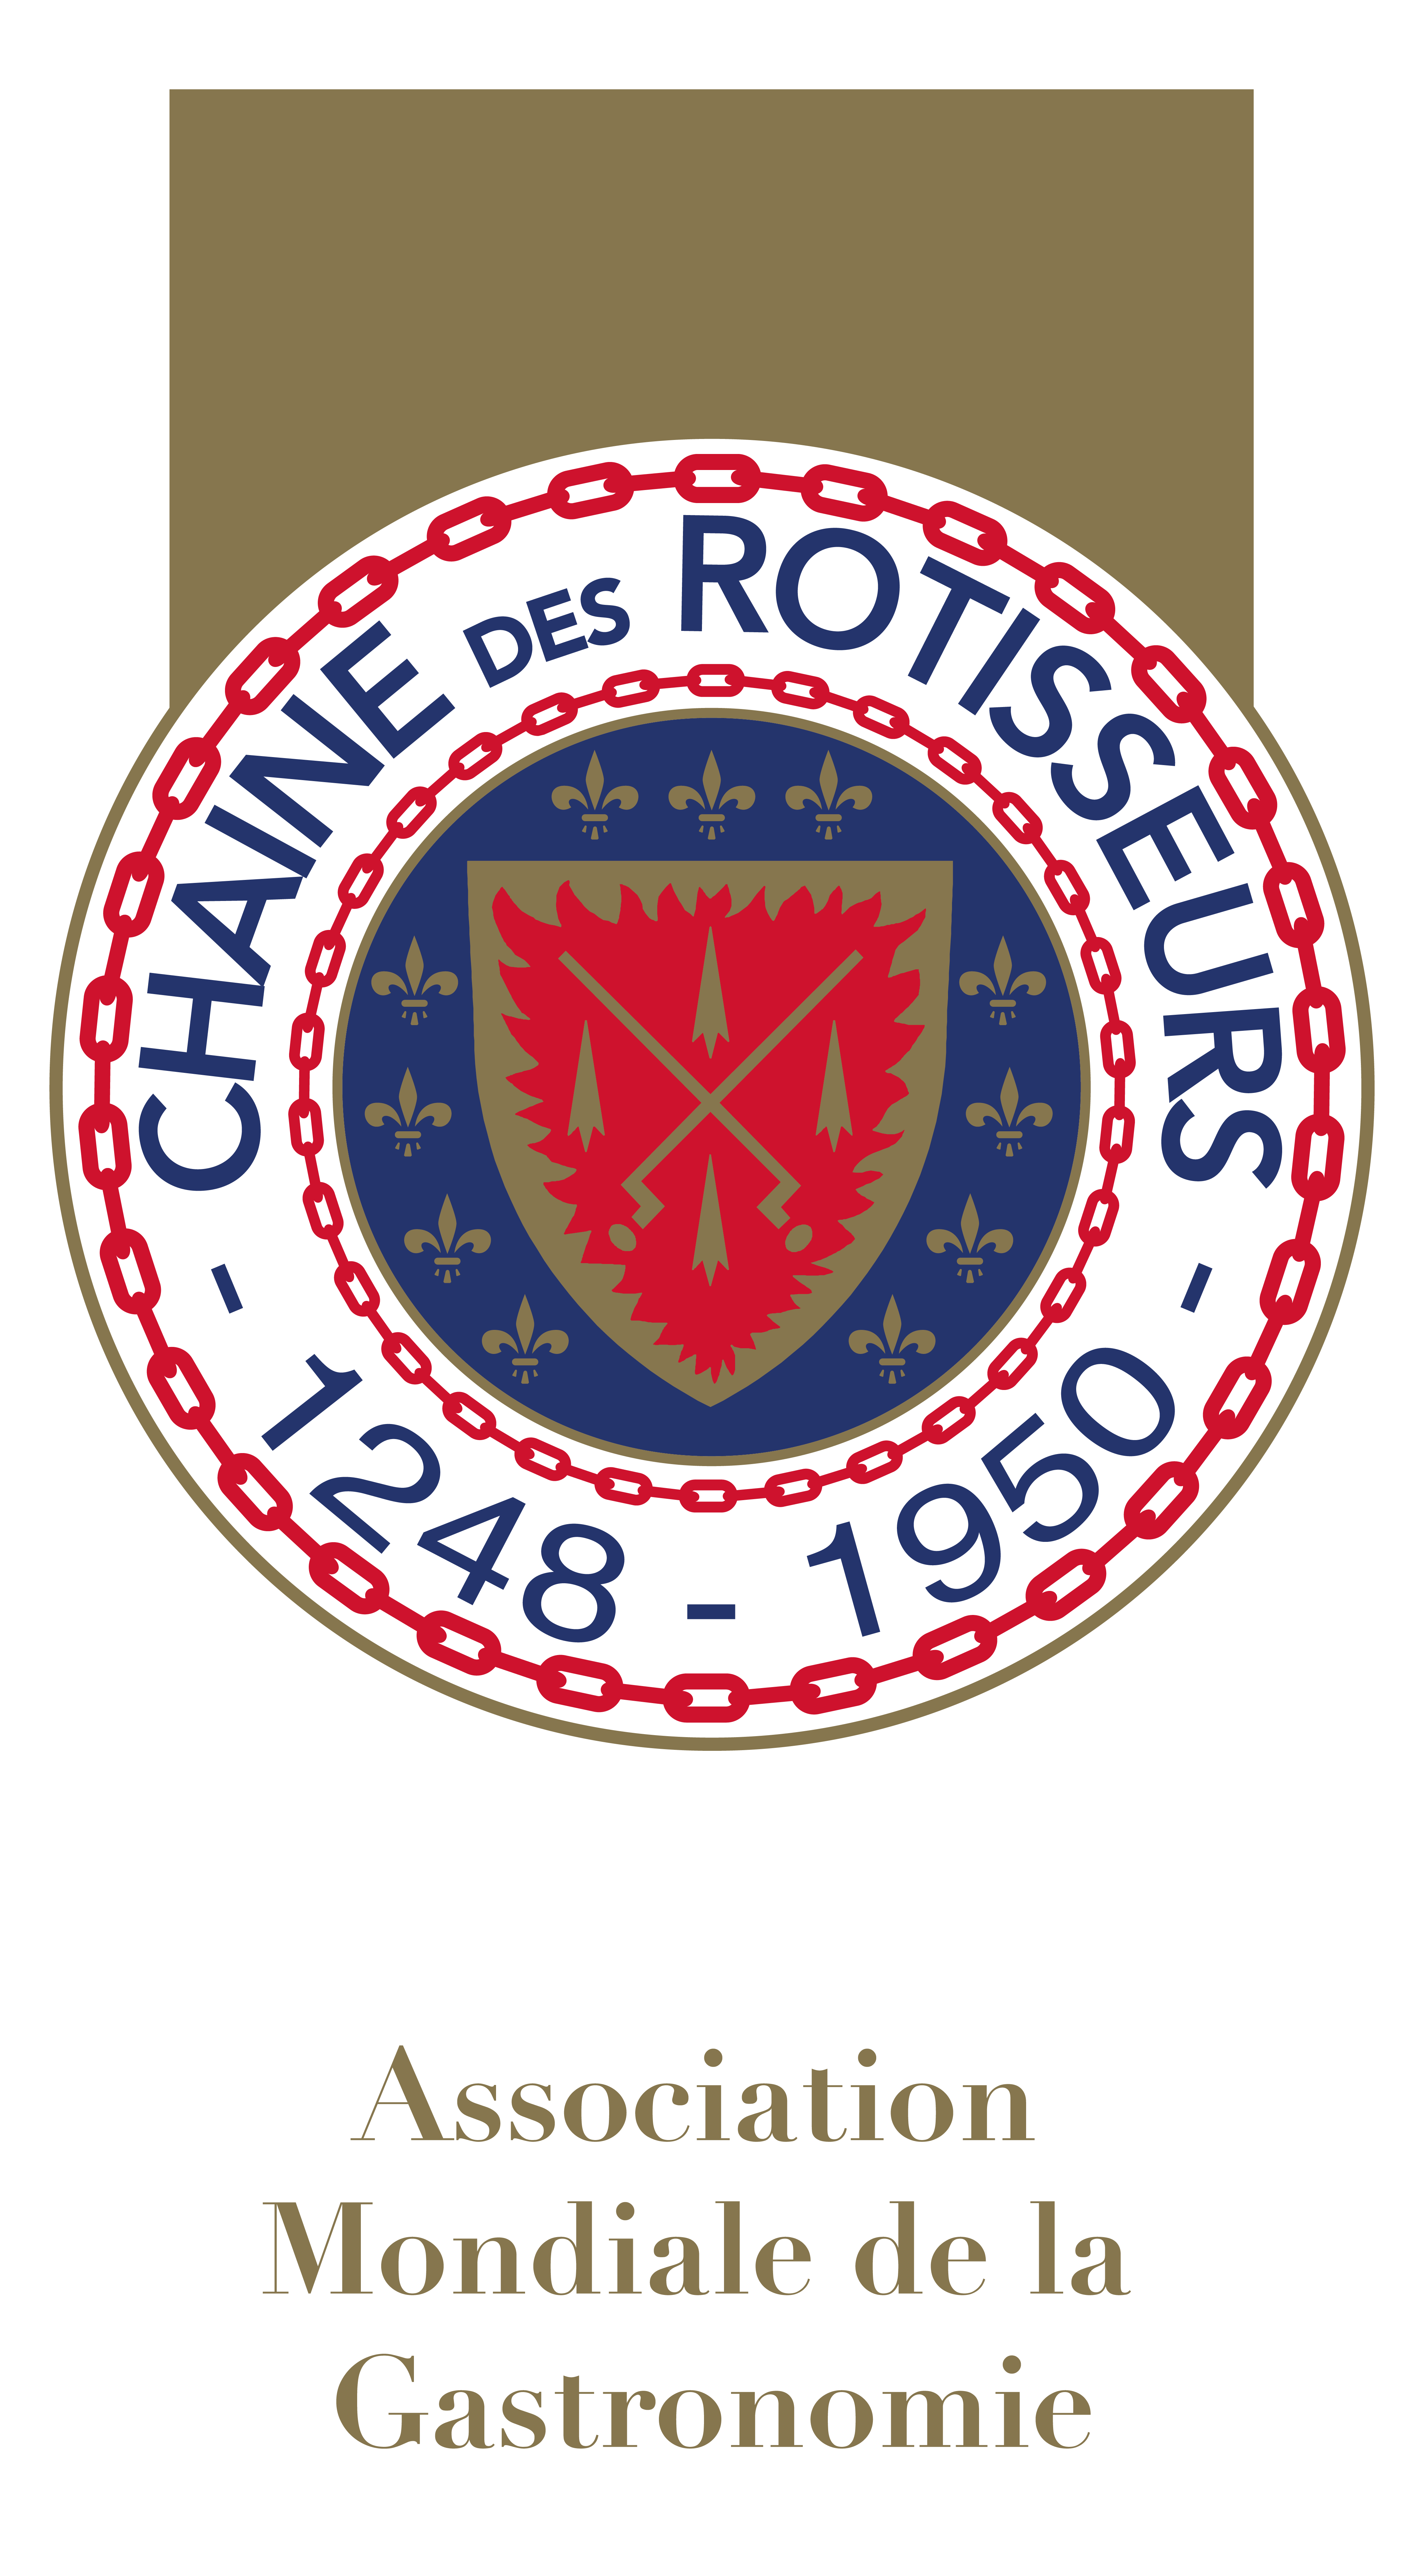 CHAINE DES ROTISSEURS
- 1248 - 1950 -
Association
Mondiale de la
Gastronomie